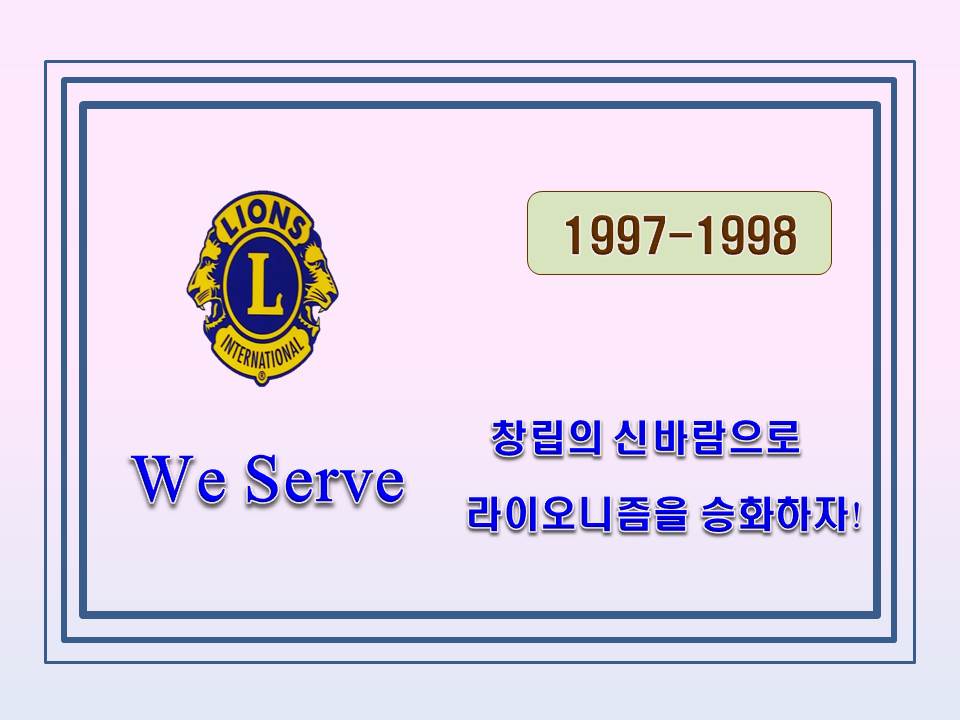 LIONS
L
INTERNATIONAL
®
We Serve
1997-1998
창립의 신바람으로
라이오니즘을 승화하자!